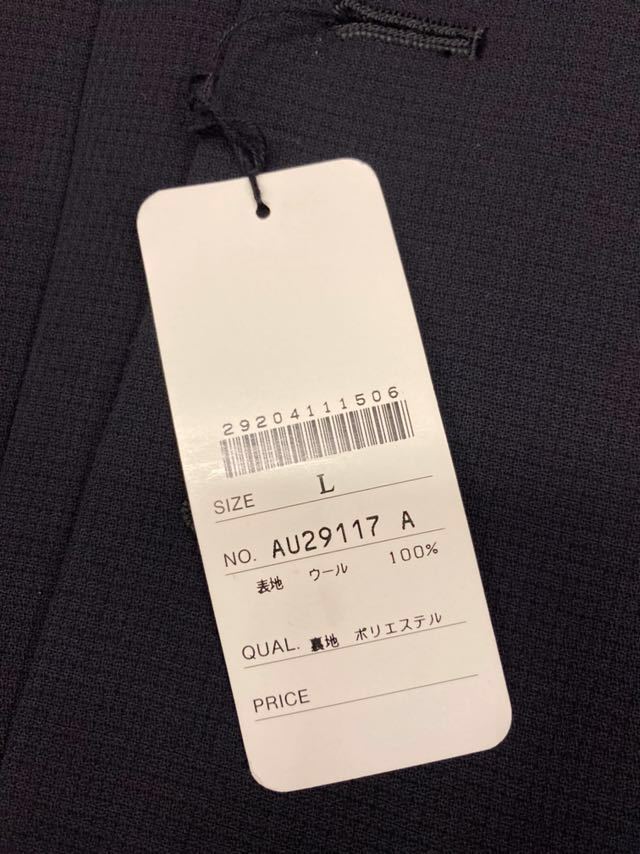 29204111506
SIZE L
NO. AU29117 A
表地 ウール 100%
QUAL. 裏地 ポリエステル
PRICE